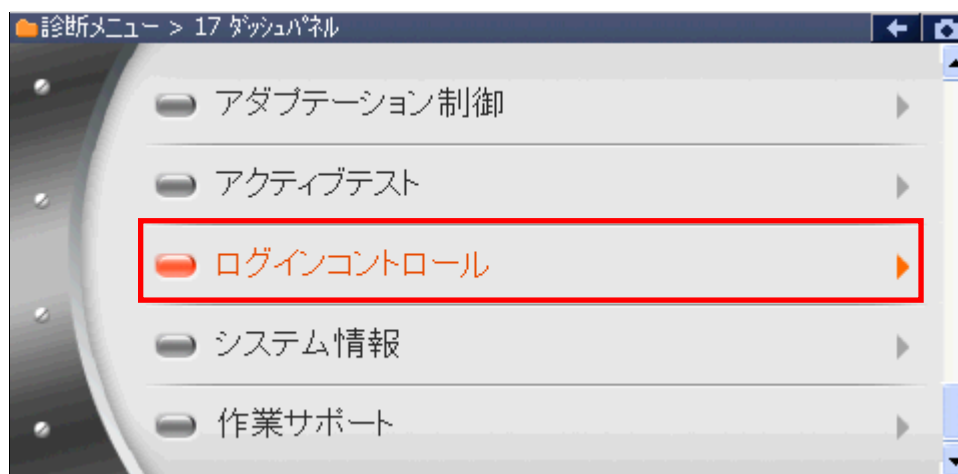 診断メニュー > 17 ﾀﾞｯｼｭﾊﾟﾈﾙ
アダプテーション制御
アクティブテスト
ログインコントロール
システム情報
作業サポート